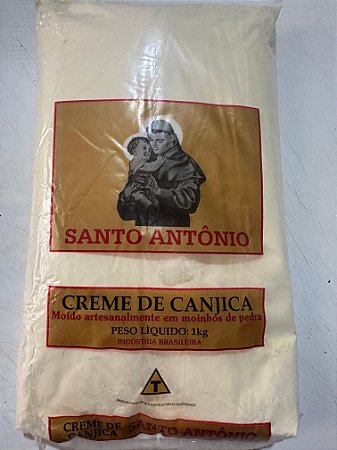 SANTO ANTÔNIO
CREME DE CANJICA
Moído artesanalmente em moinhos de pedra
PESO LÍQUIDO: 1kg
INDÚSTRIA BRASILEIRA
T
CREME DE
CANJICA
SANTO ANTÔNIO